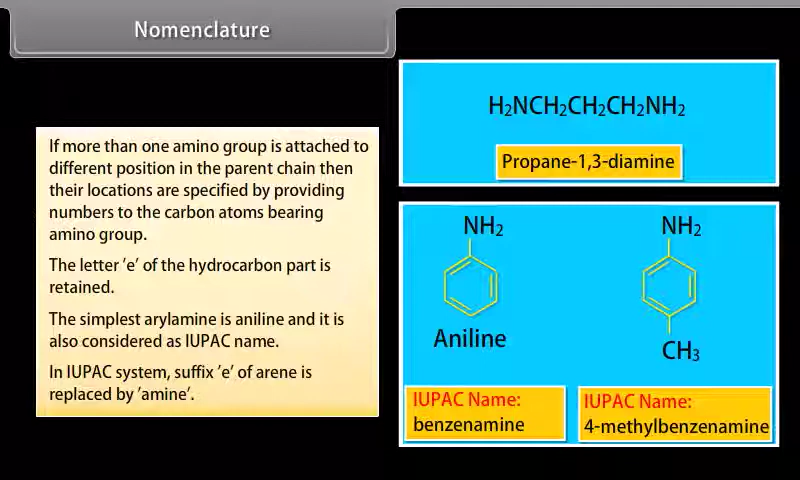 Nomenclature
If more than one amino group is attached to
different position in the parent chain then
their locations are specified by providing
numbers to the carbon atoms bearing
amino group.
The letter 'e' of the hydrocarbon part is
retained.
The simplest arylamine is aniline and it is
also considered as IUPAC name.
In IUPAC system, suffix 'e' of arene is
replaced by 'amine'.
H₂NCH₂CH₂CH₂NH₂
Propane-1,3-diamine
NH₂
Aniline
IUPAC Name:
benzenamine
NH₂
CH₃
IUPAC Name:
4-methylbenzenamine